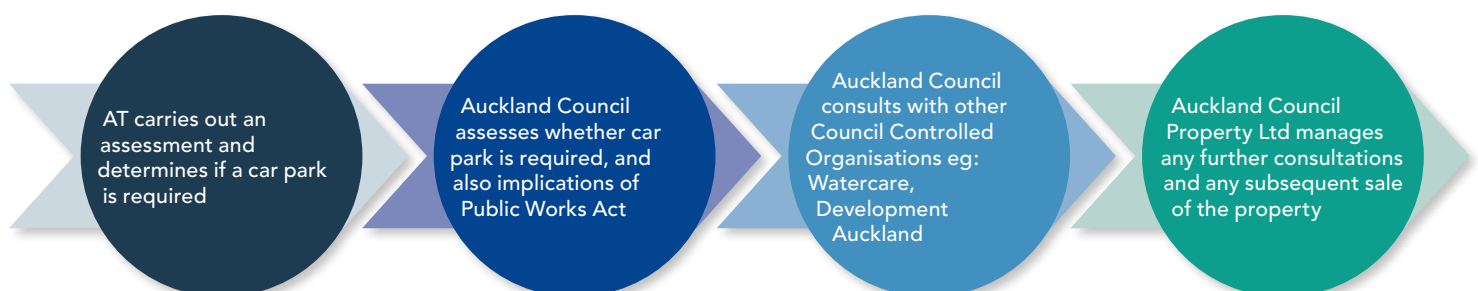 AT carries out an
assessment and
determines if a car park
is required
Auckland Council
assesses whether car
park is required, and
also implications of
Public Works Act
Auckland Council
consults with other
Council Controlled
Organisations eg:
Watercare,
Development
Auckland
Auckland Council
Property Ltd manages
any further consultations
and any subsequent sale
of the property